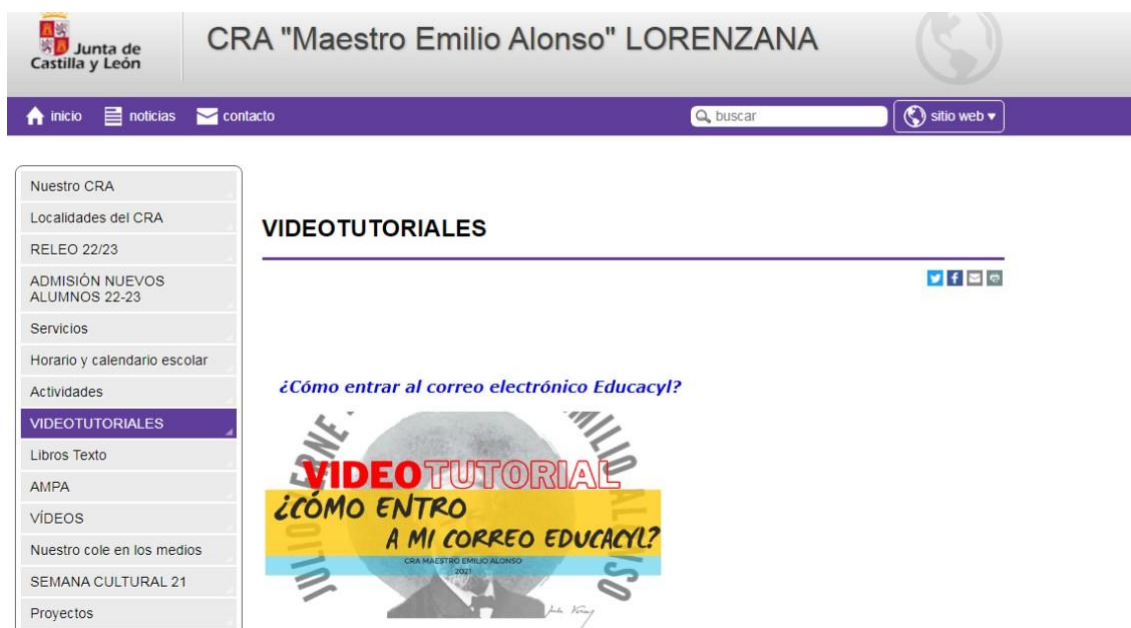 Junta de
Castilla y León
CRA "Maestro Emilio Alonso" LORENZANA
inicio
noticias
contacto
buscar
sitio web
Nuestro CRA
Localidades del CRA
RELEO 22/23
ADMISIÓN NUEVOS
ALUMNOS 22-23
Servicios
Horario y calendario escolar
Actividades
VIDEOTUTORIALES
Libros Texto
AMPA
VÍDEOS
Nuestro cole en los medios
SEMANA CULTURAL 21
Proyectos
VIDEOTUTORIALES
¿Cómo entrar al correo electrónico Educacyl?
VIDEOTUTORIAL
¿CÓMO ENTRO
A MI CORREO EDUCACYL?
CRA MAESTRO EMILIO ALONSO
2021